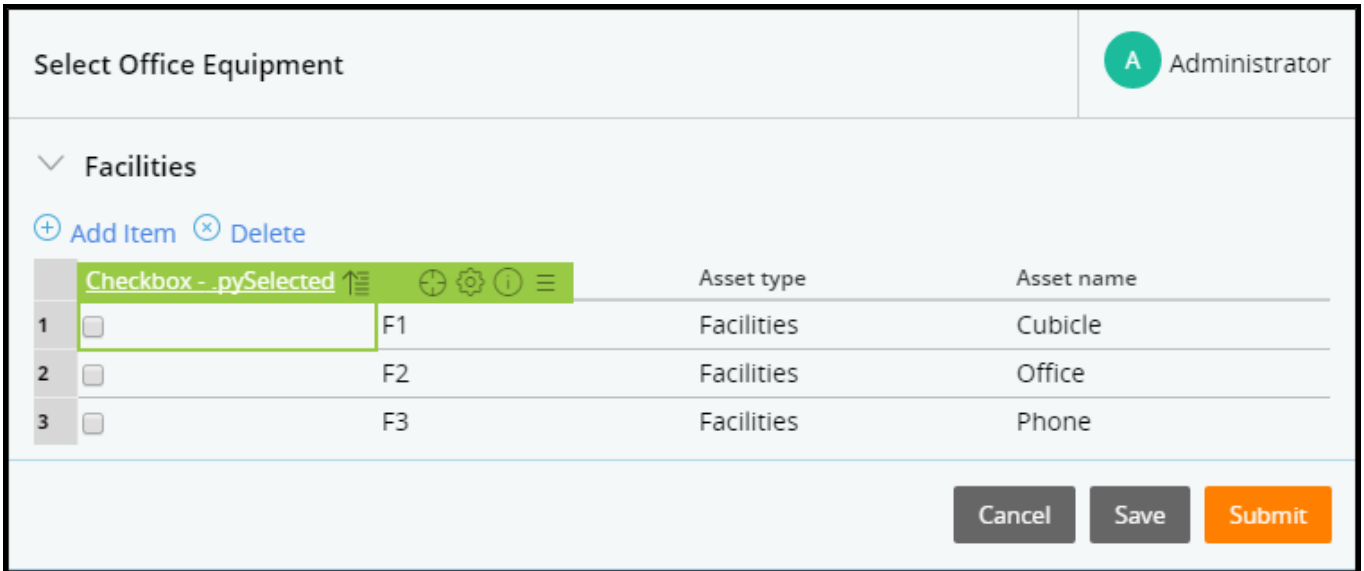 Select Office Equipment
A Administrator
Facilities
Add Item Delete
Checkbox - .pySelected Asset type Asset name
1 F1 Facilities Cubicle
2 F2 Facilities Office
3 F3 Facilities Phone
Cancel Save Submit